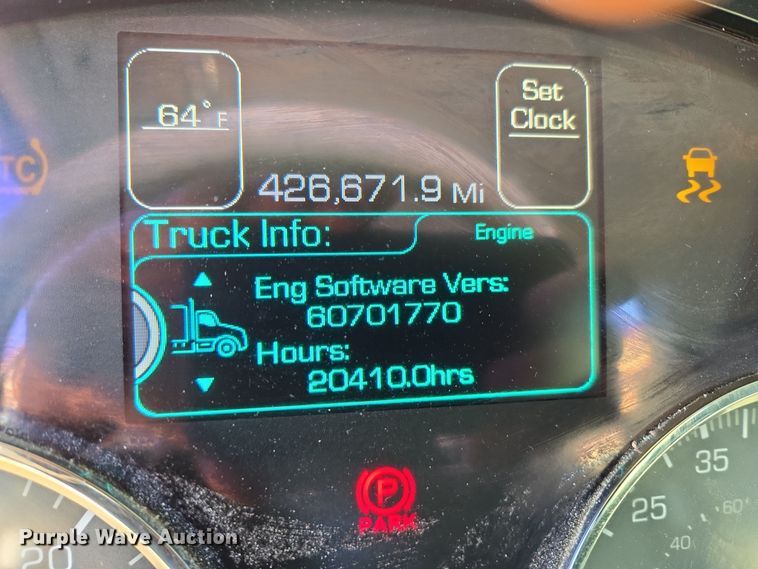 64°F
Set
Clock
TC
426,671.9 Mi
Truck Info:
Engine
Eng Software Vers:
60701770
Hours:
20410.0hrs
P
PARK
35
25
60
40
20
Purple Wave Auction